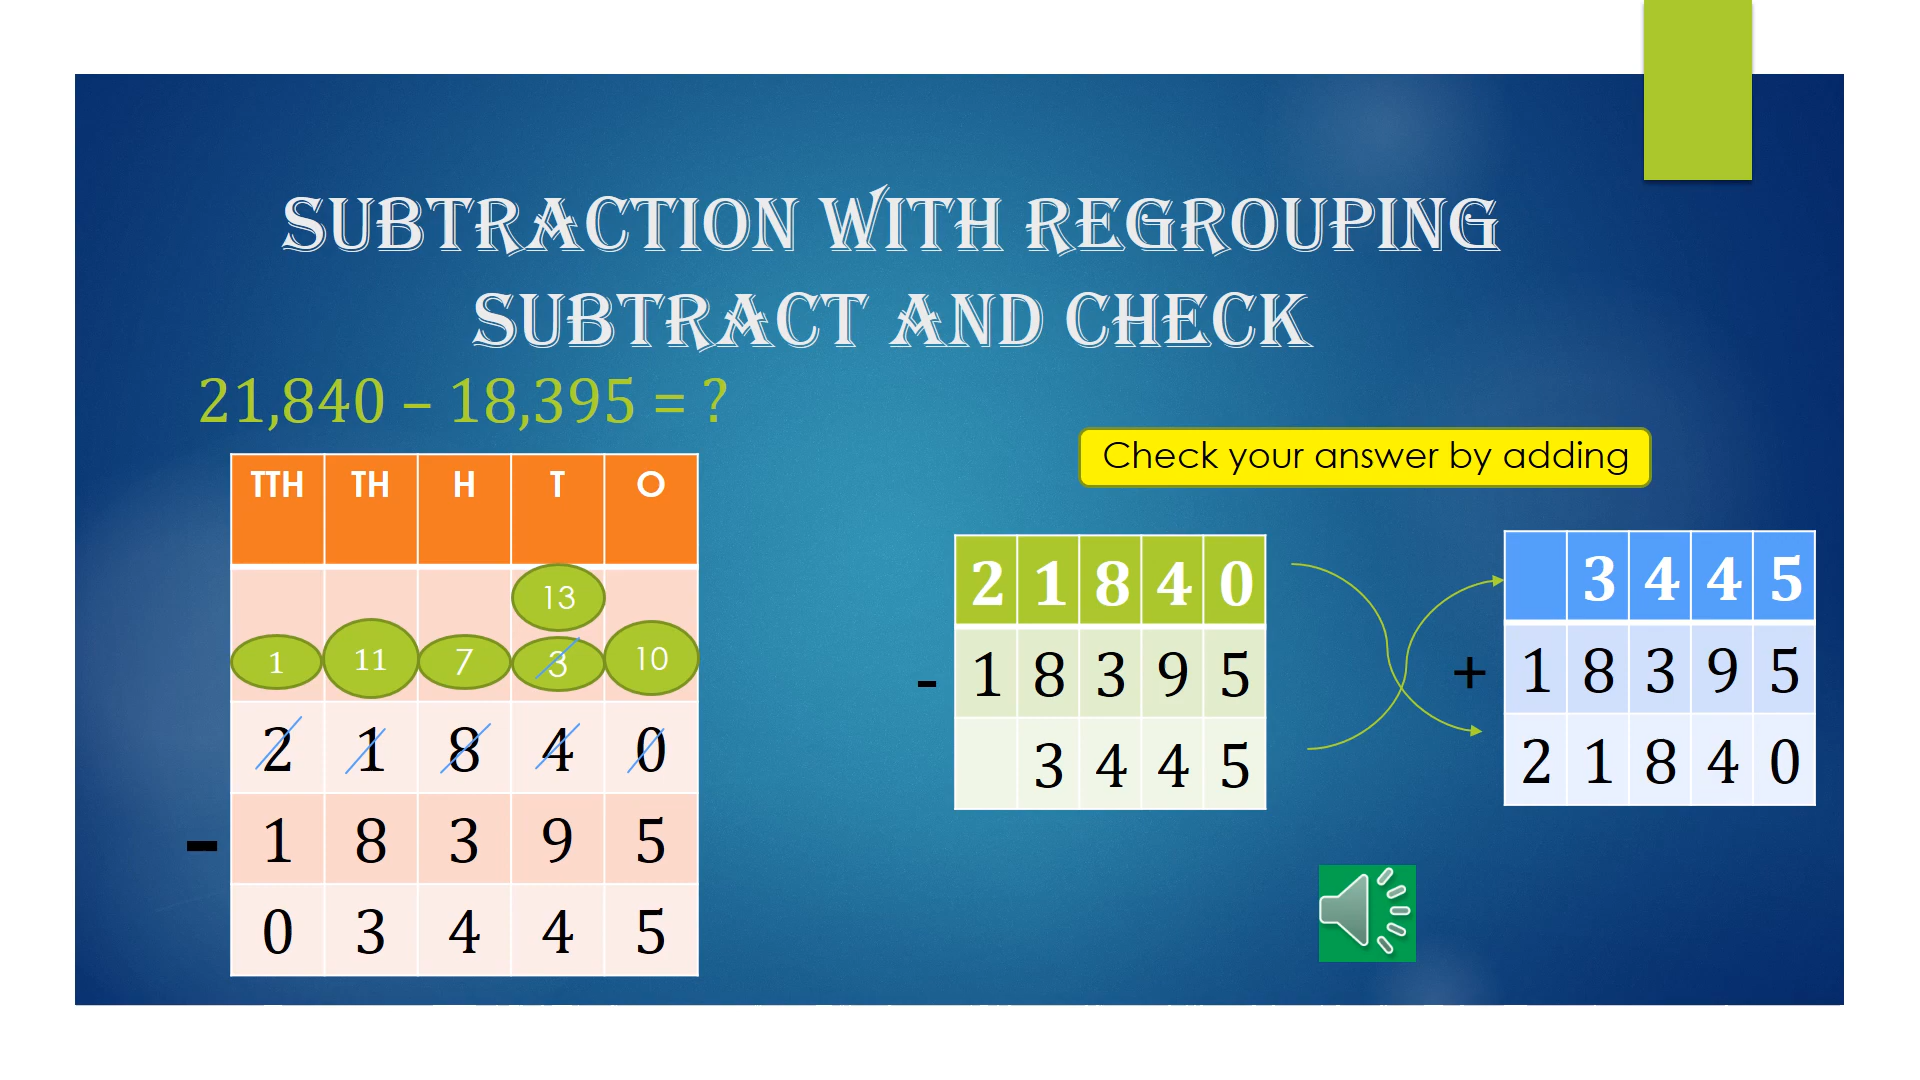 SUBTRACTION WITH REGROUPING
SUBTRACT AND CHECK
21,840 – 18,395 = ?
TTH TH H T O
13
1 11 7 3 10
2 1 8 4 0
- 1 8 3 9 5
0 3 4 4 5
Check your answer by adding
2 1 8 4 0
- 1 8 3 9 5
3 4 4 5
3 4 4 5
+ 1 8 3 9 5
2 1 8 4 0